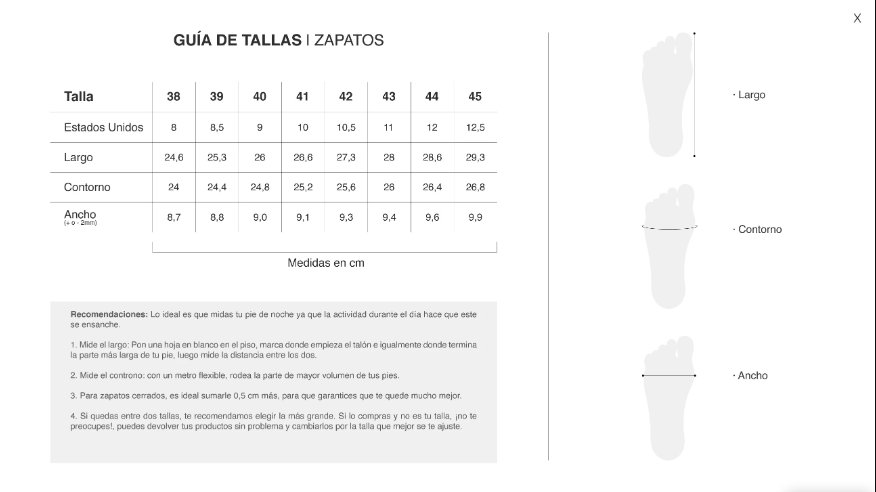 X
GUÍA DE TALLAS | ZAPATOS
Talla 38 39 40 41 42 43 44 45
Estados Unidos 8 8,5 9 10 10,5 11 12 12,5
Largo 24,6 25,3 26 26,6 27,3 28 28,6 29,3
Contorno 24 24,4 24,8 25,2 25,6 26 26,4 26,8
Ancho 8,7 8,8 9,0 9,1 9,3 9,4 9,6 9,9
(+ o - 2mm)
Medidas en cm
Recomendaciones: Lo ideal es que midas tu pie de noche ya que la actividad durante el dia hace que este
se ensanche.
1. Mide el largo: Pon una hoja en blanco en el piso, marca donde empieza el talón e igualmente donde termina
la parte más larga de tu pie, luego mide la distancia entre los dos.
2. Mide el controno: con un metro flexible, rodea la parte de mayor volumen de tus pies.
3. Para zapatos cerrados, es ideal sumarle 0,5 cm más, para que garantices que te quede mucho mejor.
4. Si quedas entre dos tallas, te recomendamos elegir la más grande. Si lo compras y no es tu talla, ¡no te
preocupes!, puedes devolver tus productos sin problema y cambiarlos por la talla que mejor se te ajuste.
· Largo
· Contorno
· Ancho